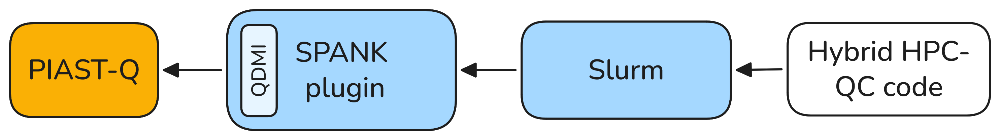 PIAST-Q
QDMI
SPANK
plugin
Slurm
Hybrid HPC-
QC code